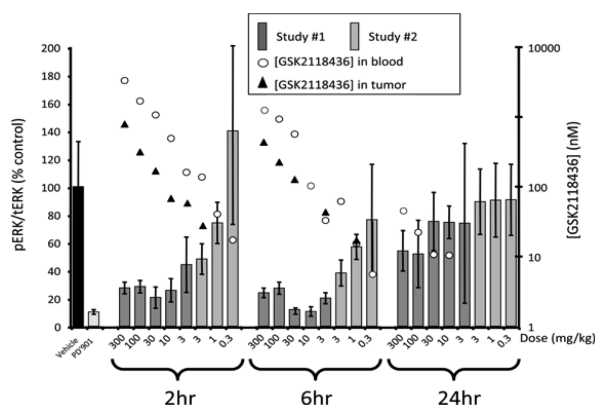 Study #1 Study #2
[GSK2118436] in blood
[GSK2118436] in tumor
pERK/tERK (% control)
200
180
160
140
120
100
80
60
40
20
0
[GSK2118436] (nM)
10000
1000
100
10
1
Vehicle PD'901 300 100 30 10 3 3 1 0.3 300 100 30 10 3 3 1 0.3 300 100 30 10 3 3 1 0.3 Dose (mg/kg)
2hr 6hr 24hr